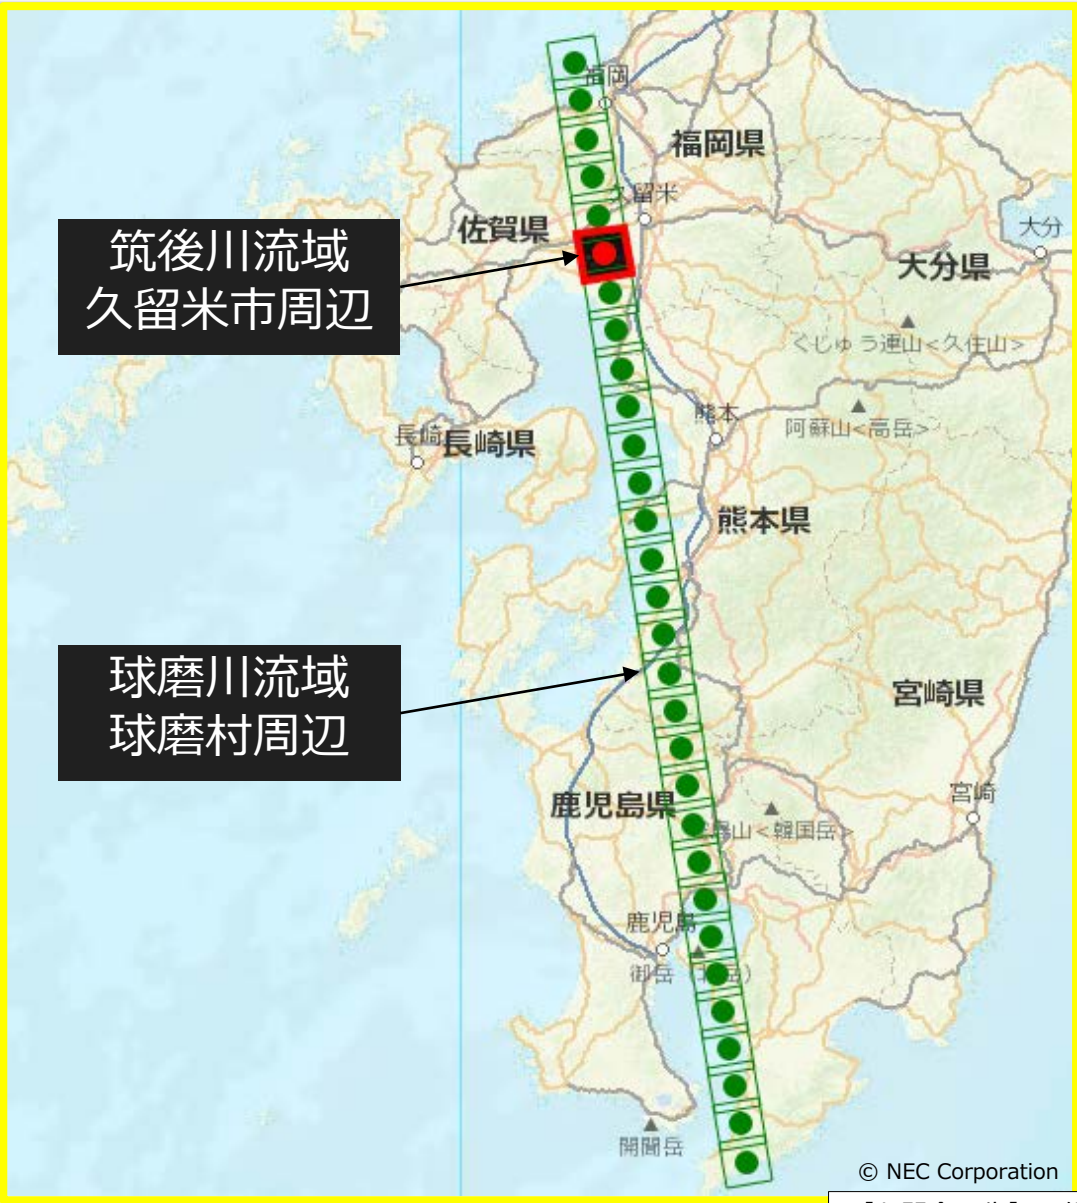 福岡
福岡県
久留米
佐賀県
大分
大分県
筑後川流域
久留米市周辺
くじゅう連山<久住山>
熊本
阿蘇山<高岳>
長崎
長崎県
熊本県
球磨川流域
球磨村周辺
宮崎県
宮崎
鹿児島県
山<韓国岳>
鹿児島
御岳
開聞岳
© NEC Corporation